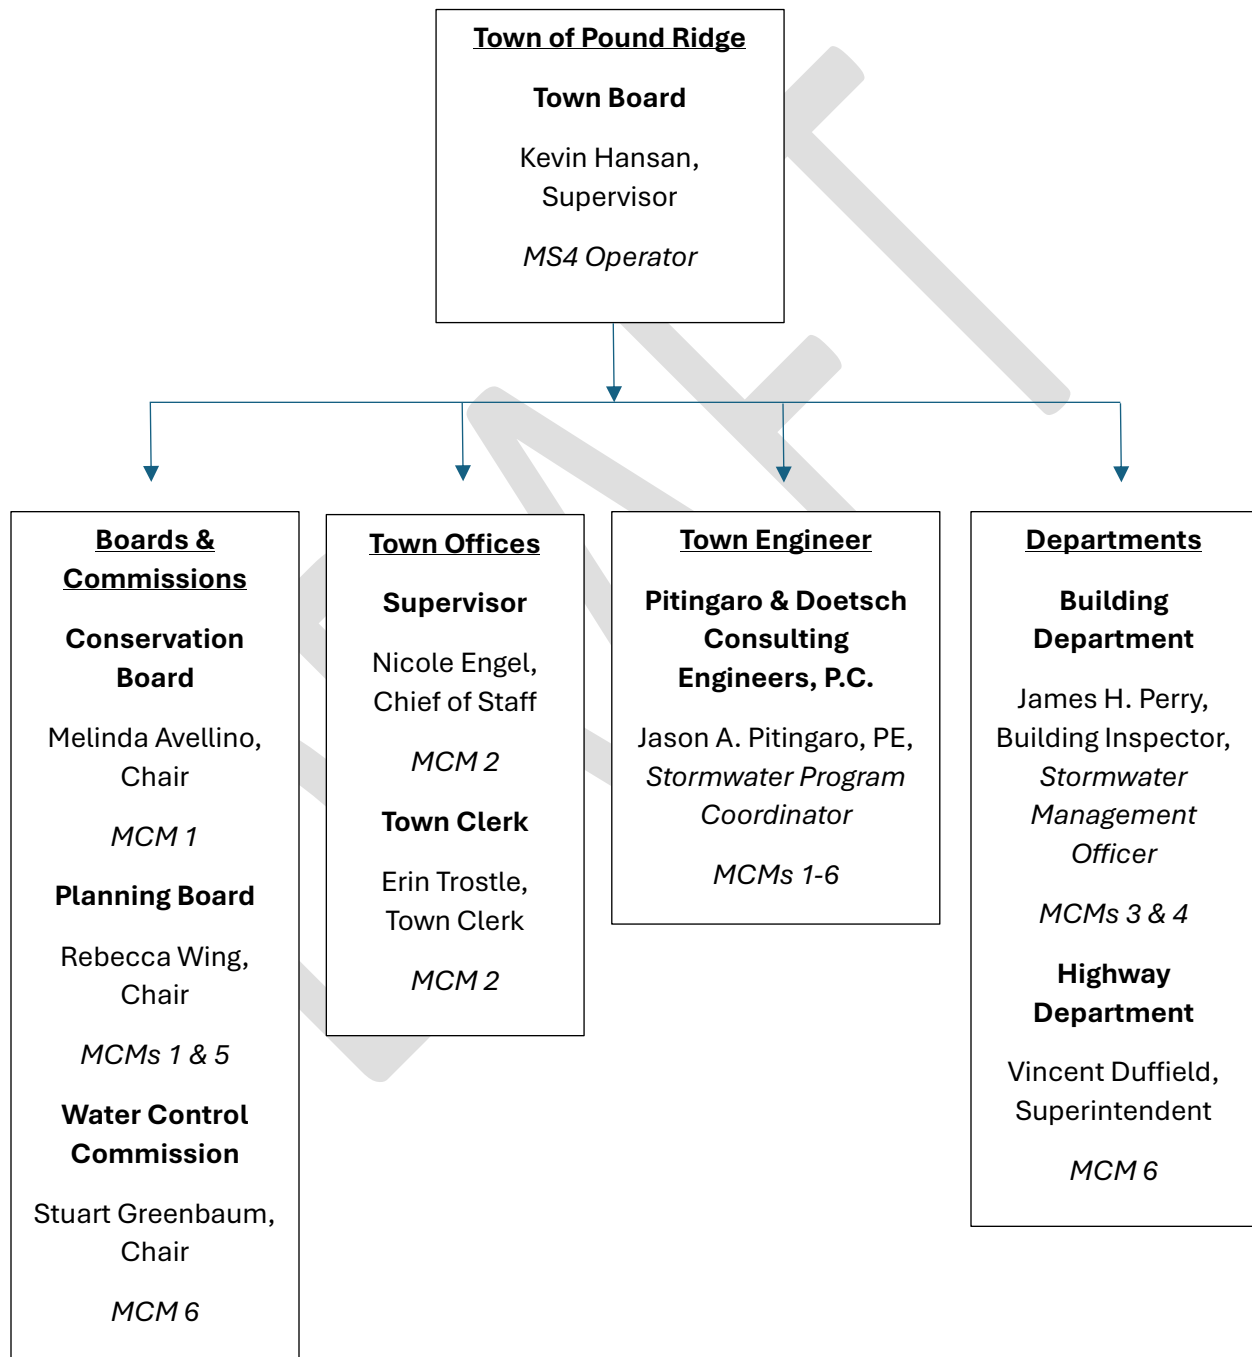 Town of Pound Ridge
Town Board
Kevin Hansan,
Supervisor
MS4 Operator
Boards &
Commissions
Conservation
Board
Melinda Avellino,
Chair
MCM 1
Planning Board
Rebecca Wing,
Chair
MCMs 1 & 5
Water Control
Commission
Stuart Greenbaum,
Chair
MCM 6
Town Offices
Supervisor
Nicole Engel,
Chief of Staff
MCM 2
Town Clerk
Erin Trostle,
Town Clerk
MCM 2
Town Engineer
Pitingaro & Doetsch
Consulting
Engineers, P.C.
Jason A. Pitingaro, PE,
Stormwater Program
Coordinator
MCMs 1-6
Departments
Building
Department
James H. Perry,
Building Inspector,
Stormwater
Management
Officer
MCMs 3 & 4
Highway
Department
Vincent Duffield,
Superintendent
MCM 6
DRAFT